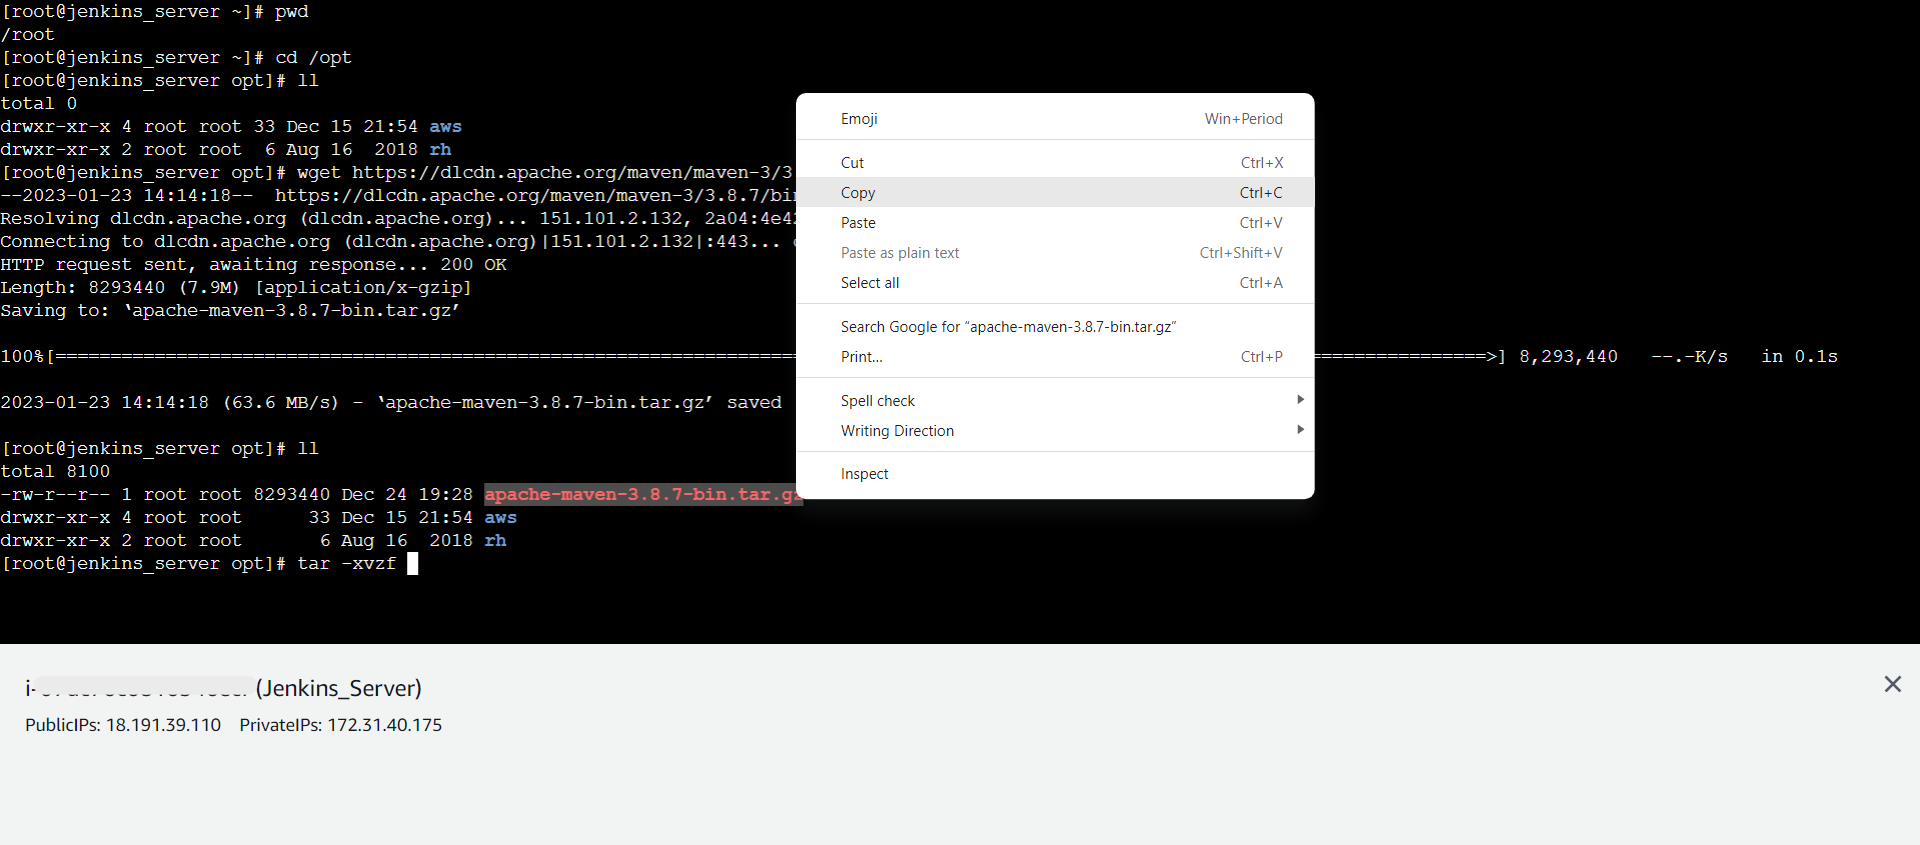 [root@jenkins_server ~]# pwd
/root
[root@jenkins_server ~]# cd /opt
[root@jenkins_server opt]# ll
total 0
drwxr-xr-x 4 root root 33 Dec 15 21:54 aws
drwxr-xr-x 2 root root  6 Aug 16  2018 rh
[root@jenkins_server opt]# wget https://dlcdn.apache.org/maven/maven-3/3
--2023-01-23 14:14:18--  https://dlcdn.apache.org/maven/maven-3/3.8.7/bin
Resolving dlcdn.apache.org (dlcdn.apache.org)... 151.101.2.132, 2a04:4e42
Connecting to dlcdn.apache.org (dlcdn.apache.org)|151.101.2.132|:443...
HTTP request sent, awaiting response... 200 OK
Length: 8293440 (7.9M) [application/x-gzip]
Saving to: ‘apache-maven-3.8.7-bin.tar.gz’
100%[===================================================================> ] 8,293,440   --.-K/s   in 0.1s
2023-01-23 14:14:18 (63.6 MB/s) - ‘apache-maven-3.8.7-bin.tar.gz’ saved
[root@jenkins_server opt]# ll
total 8100
-rw-r--r-- 1 root root 8293440 Dec 24 19:28 apache-maven-3.8.7-bin.tar.gz
drwxr-xr-x 4 root root      33 Dec 15 21:54 aws
drwxr-xr-x 2 root root       6 Aug 16  2018 rh
[root@jenkins_server opt]# tar -xvzf
Emoji Win+Period
Cut Ctrl+X
Copy Ctrl+C
Paste Ctrl+V
Paste as plain text Ctrl+Shift+V
Select all Ctrl+A
Search Google for “apache-maven-3.8.7-bin.tar.gz”
Print... Ctrl+P
Spell check
Writing Direction
Inspect
i- (Jenkins_Server)
PublicIPs: 18.191.39.110 PrivateIPs: 172.31.40.175